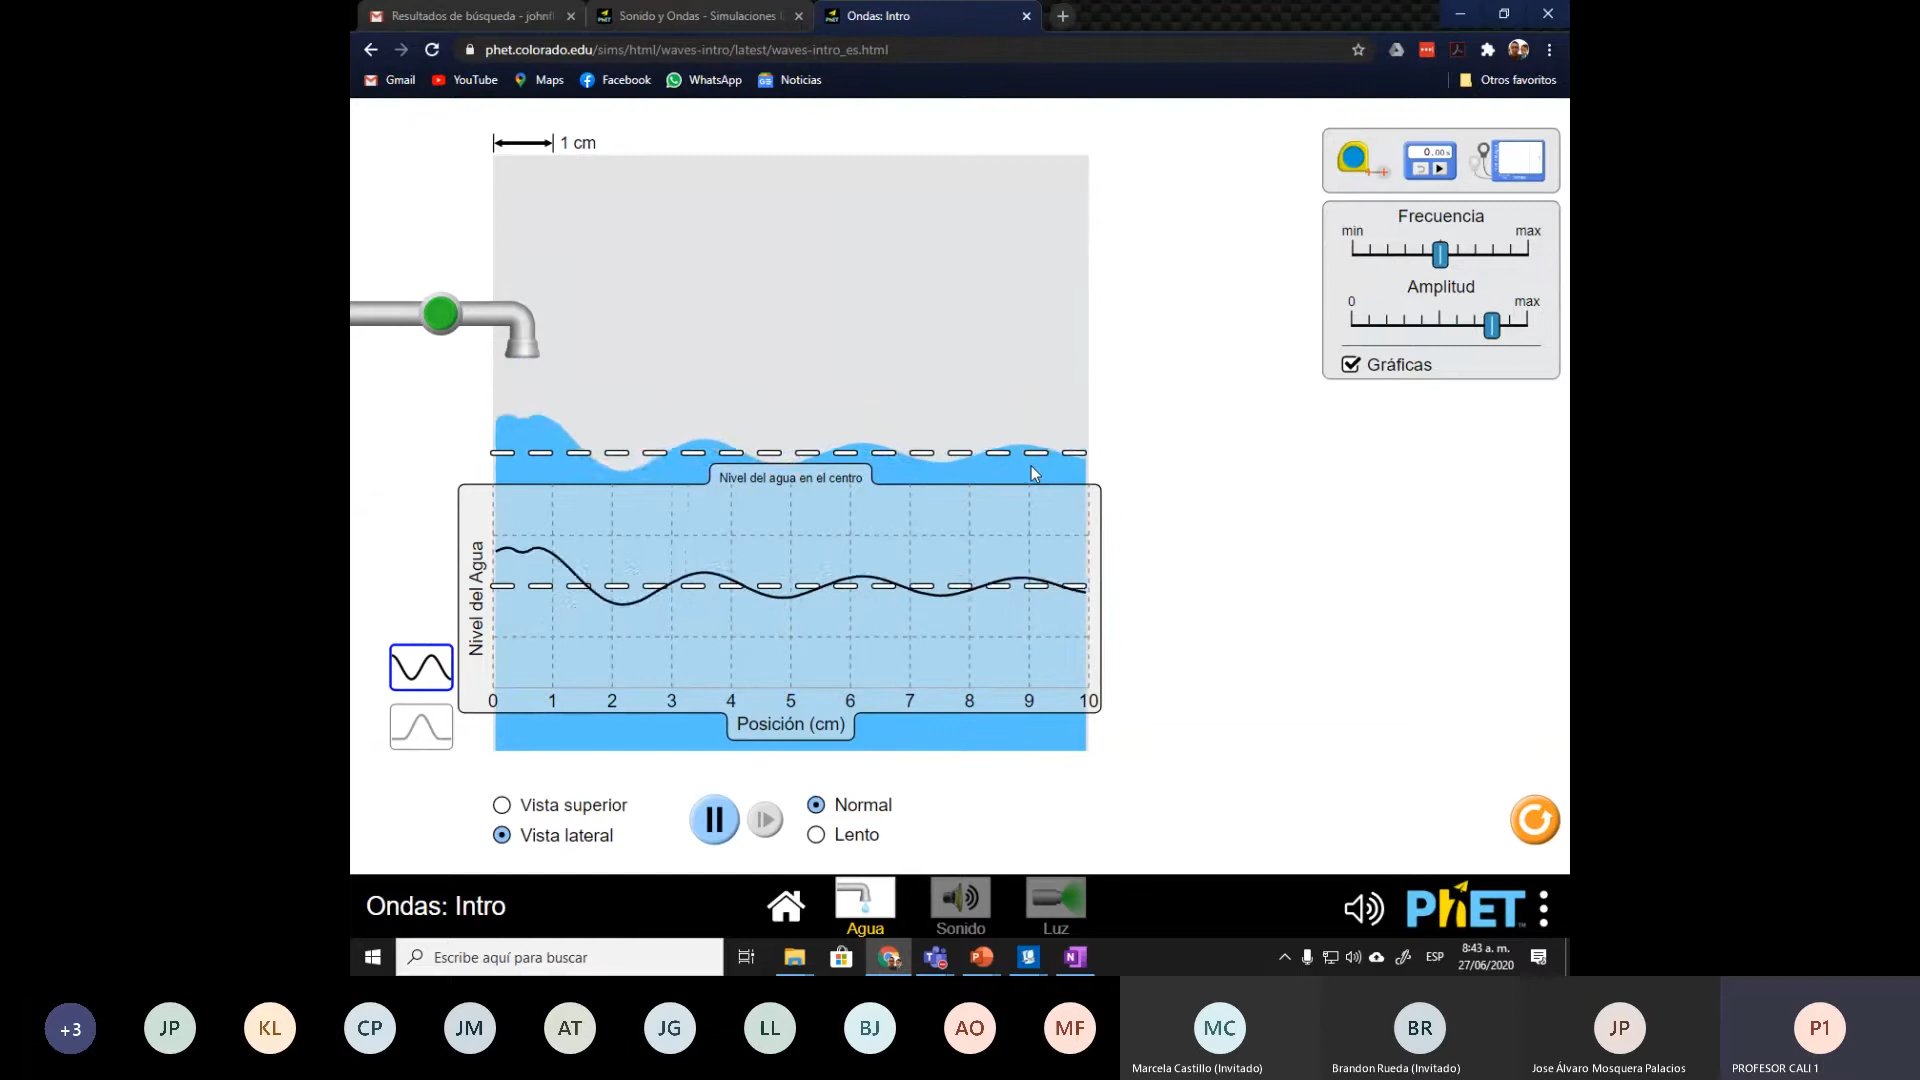 Resultados de búsqueda - johnf
Sonido y Ondas - Simulaciones
Ondas: Intro
phet.colorado.edu/sims/html/waves-intro/latest/waves-intro_es.html
Gmail
YouTube
Maps
Facebook
WhatsApp
Noticias
Otros favoritos
1 cm
0.00 s
Frecuencia
min
max
Amplitud
0
max
Gráficas
Nivel del agua en el centro
Nivel del Agua
0 1 2 3 4 5 6 7 8 9 10
Posición (cm)
Vista superior
Vista lateral
Normal
Lento
Ondas: Intro
Agua
Sonido
Luz
PhET
Escribe aquí para buscar
ESP
8:43 a. m.
27/06/2020
+3
JP
KL
CP
JM
AT
JG
LL
BJ
AO
MF
MC
Marcela Castillo (Invitado)
BR
Brandon Rueda (Invitado)
JP
Jose Álvaro Mosquera Palacios
P1
PROFESOR CALI 1